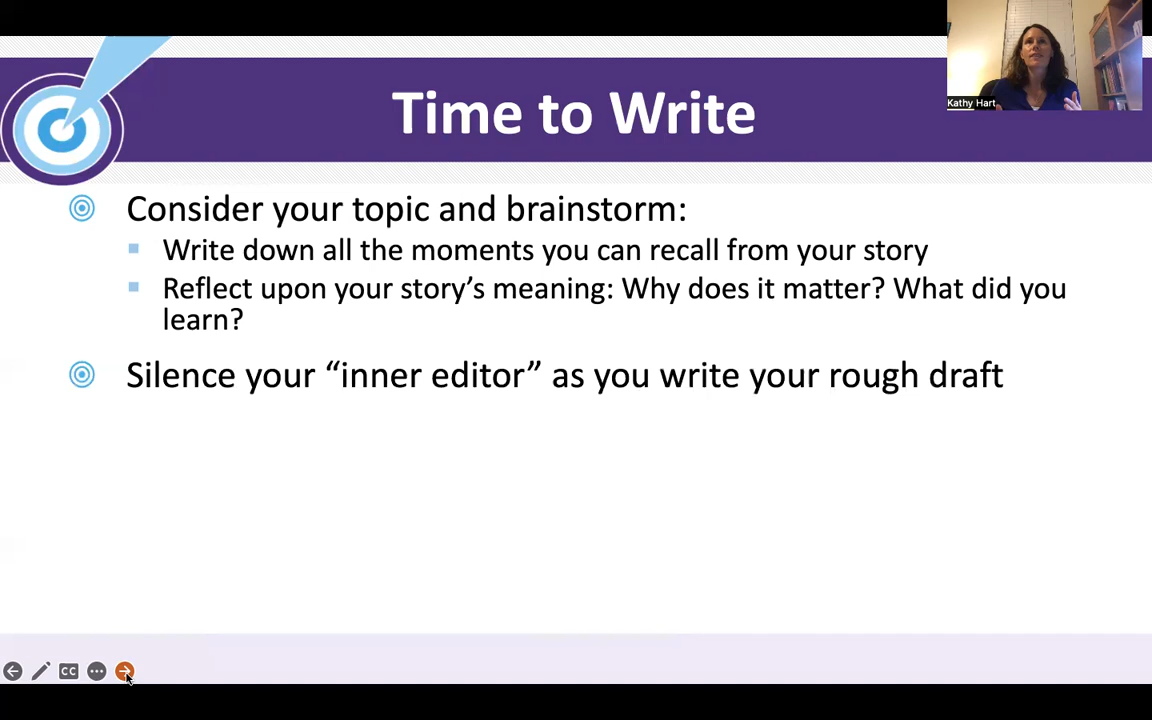 Time to Write
Kathy Hart
Consider your topic and brainstorm:
Write down all the moments you can recall from your story
Reflect upon your story’s meaning: Why does it matter? What did you
learn?
Silence your “inner editor” as you write your rough draft
CC